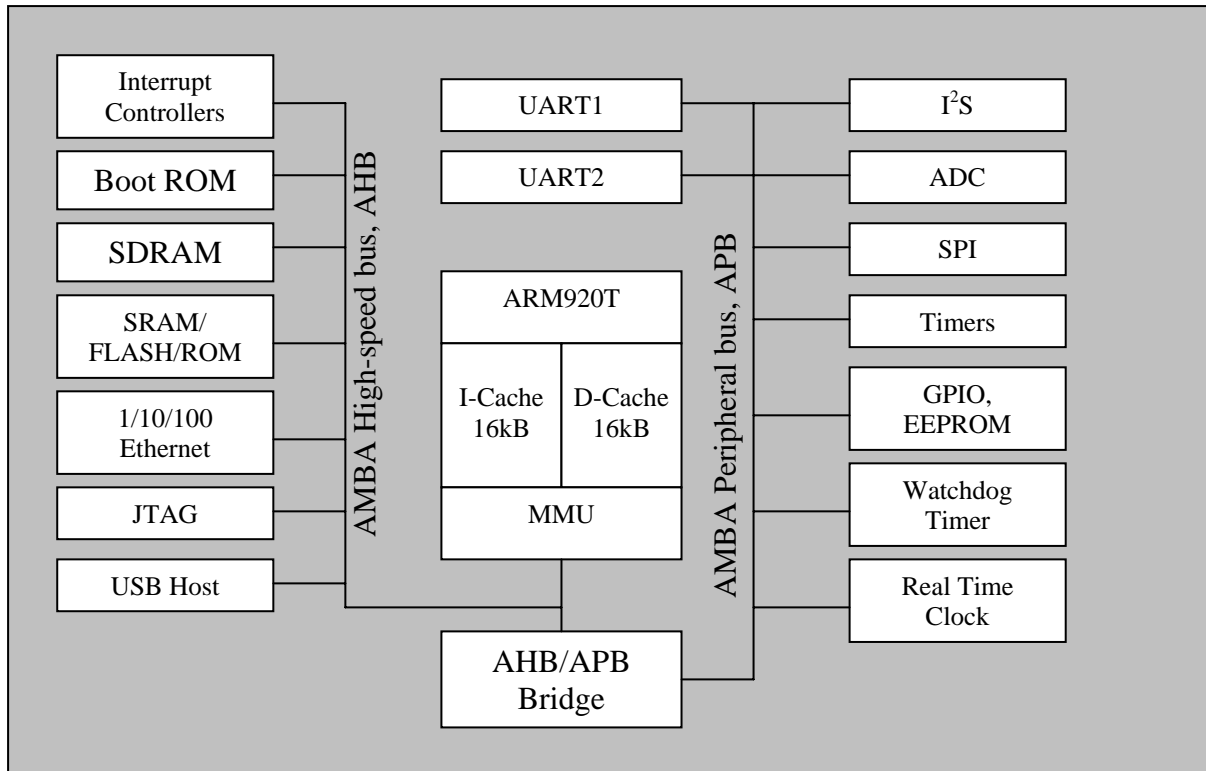 Interrupt
Controllers
Boot ROM
SDRAM
SRAM/
FLASH/ROM
1/10/100
Ethernet
JTAG
USB Host
AMBA High-speed bus, AHB
UART1
UART2
ARM920T
I-Cache
16kB
D-Cache
16kB
MMU
AHB/APB
Bridge
AMBA Peripheral bus, APB
I²S
ADC
SPI
Timers
GPIO,
EEPROM
Watchdog
Timer
Real Time
Clock